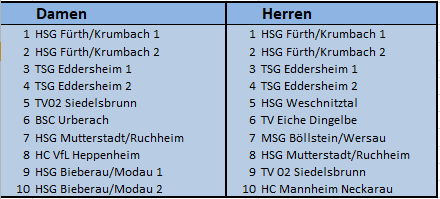 Damen Herren
1 HSG Fürth/Krumbach 1 1 HSG Fürth/Krumbach 1
2 HSG Fürth/Krumbach 2 2 HSG Fürth/Krumbach 2
3 TSG Eddersheim 1 3 TSG Eddersheim 1
4 TSG Eddersheim 2 4 TSG Eddersheim 2
5 TV02 Siedelsbrunn 5 HSG Weschnitztal
6 BSC Urberach 6 TV Eiche Dingelbe
7 HSG Mutterstadt/Ruchheim 7 MSG Böllstein/Wersau
8 HC VfL Heppenheim 8 HSG Mutterstadt/Ruchheim
9 HSG Bieberau/Modau 1 9 TV 02 Siedelsbrunn
10 HSG Bieberau/Modau 2 10 HC Mannheim Neckarau